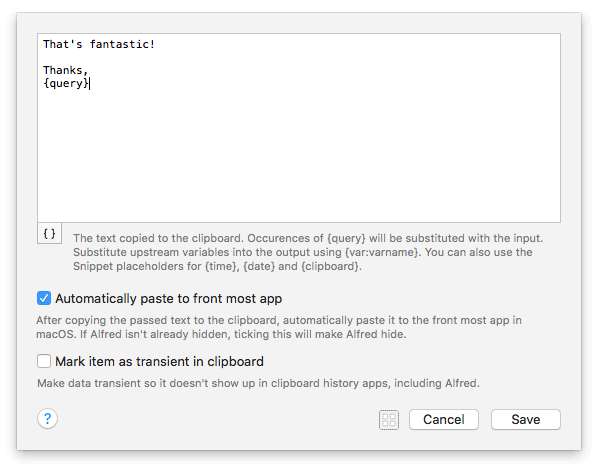 That's fantastic!
Thanks,
{query}
{ }
The text copied to the clipboard. Occurences of {query} will be substituted with the input.
Substitute upstream variables into the output using {var:varname}. You can also use the
Snippet placeholders for {time}, {date} and {clipboard}.
Automatically paste to front most app
After copying the passed text to the clipboard, automatically paste it to the front most app in
macOS. If Alfred isn't already hidden, ticking this will make Alfred hide.
Mark item as transient in clipboard
Make data transient so it doesn't show up in clipboard history apps, including Alfred.
? Cancel Save